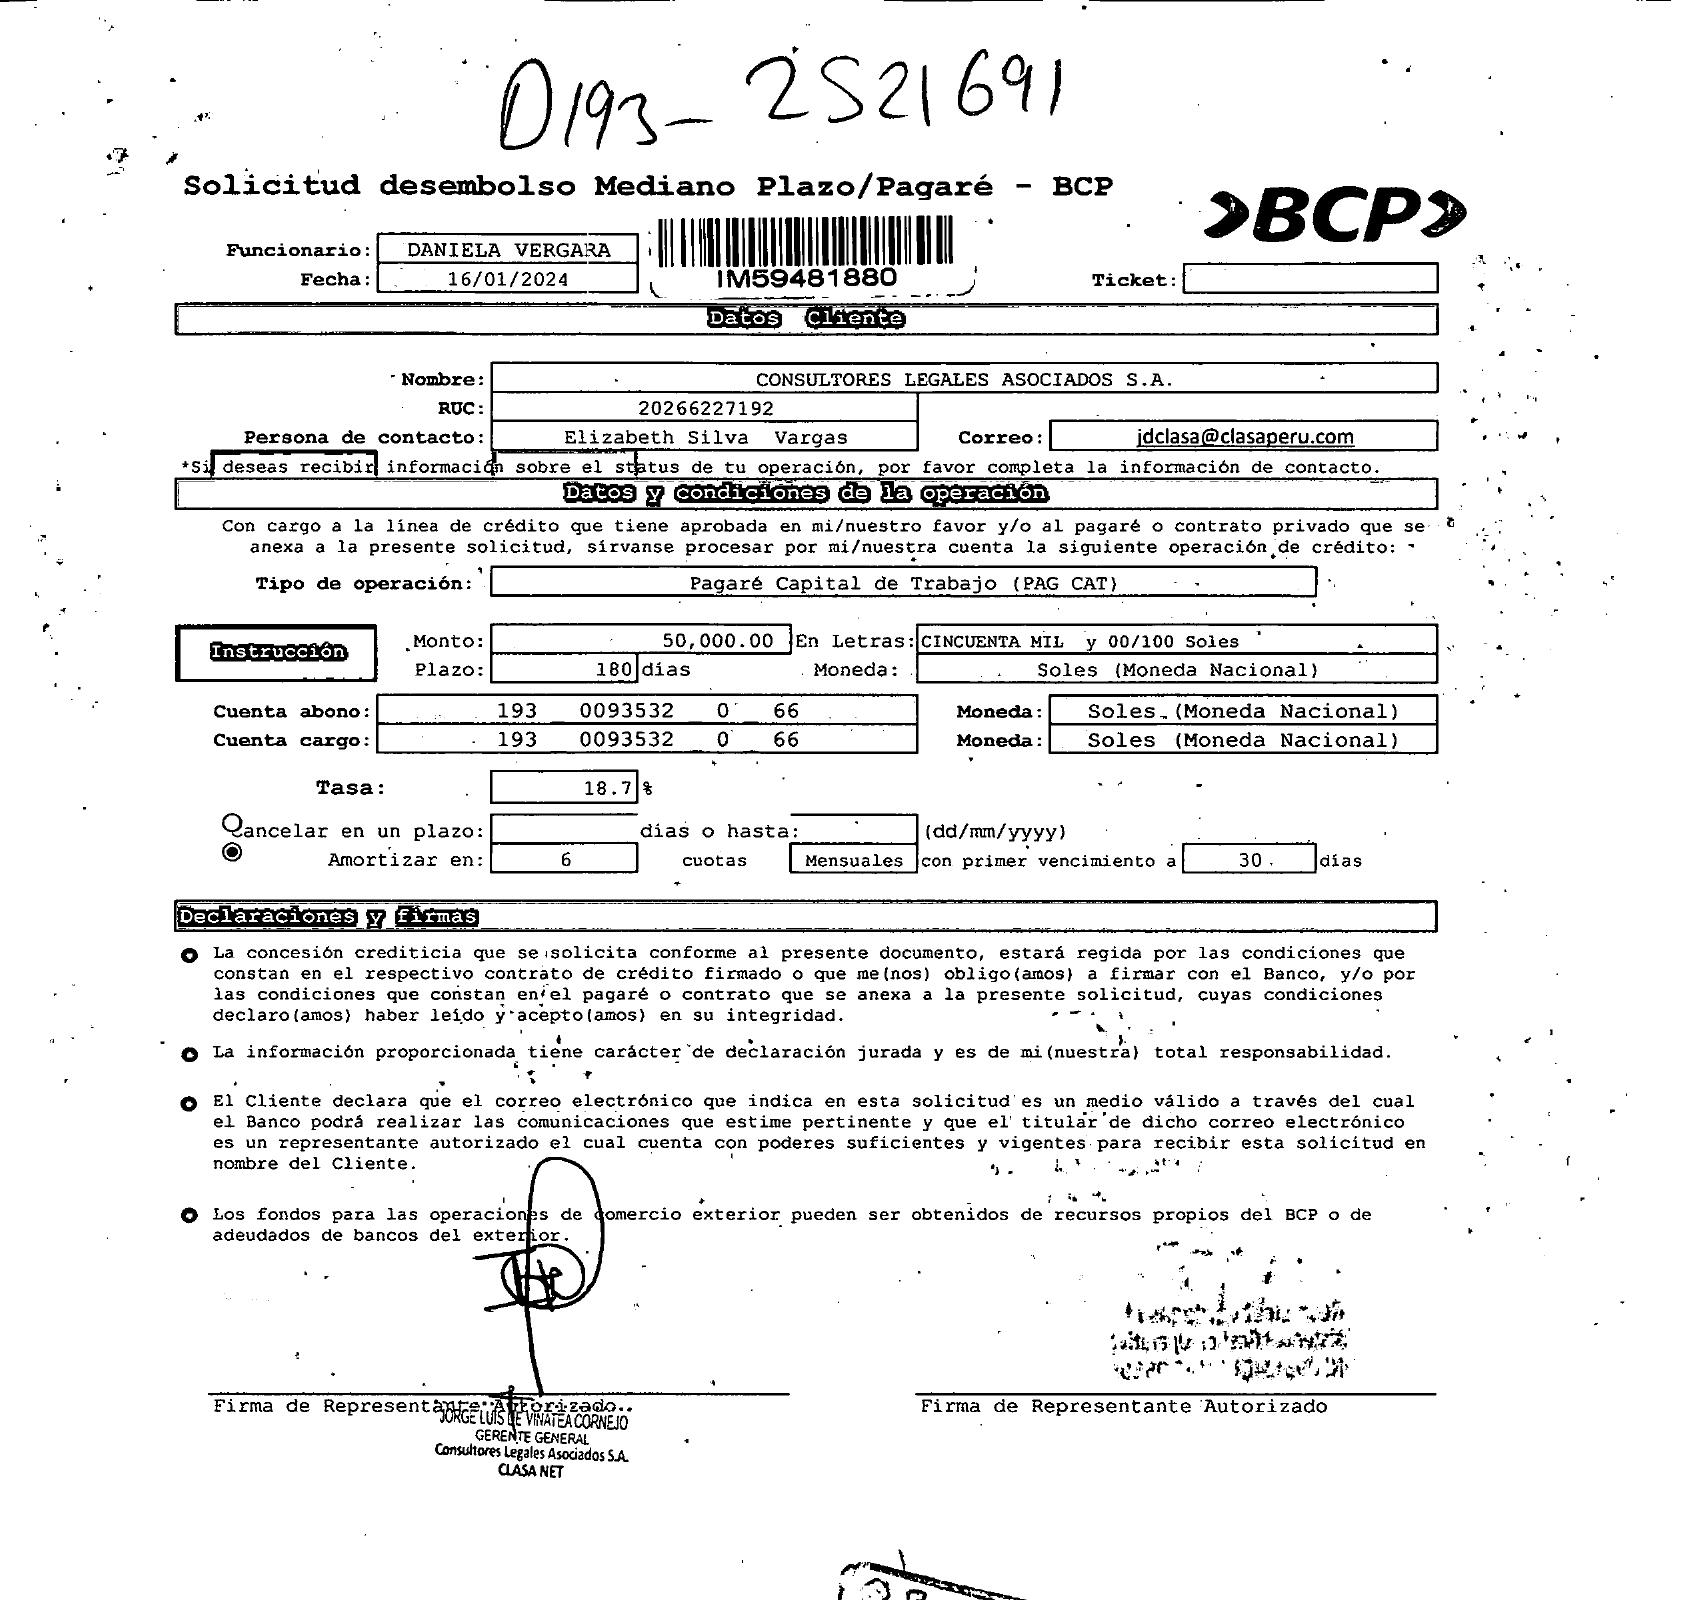 D193-2521691
Solicitud desembolso Mediano Plazo/Pagaré - BCP
BCP
Funcionario: DANIELA VERGARA
Fecha: 16/01/2024
IM59481880
Ticket:
Datos Cliente
Nombre: CONSULTORES LEGALES ASOCIADOS S.A.
RUC: 20266227192
Persona de contacto: Elizabeth Silva Vargas Correo: jdclasa@clasaperu.com
*Si deseas recibir información sobre el status de tu operación, por favor completa la información de contacto.
Datos y condiciones de la operación
Con cargo a la línea de crédito que tiene aprobada en mi/nuestro favor y/o al pagaré o contrato privado que se
anexa a la presente solicitud, sírvanse procesar por mi/nuestra cuenta la siguiente operación de crédito:
Tipo de operación: Pagaré Capital de Trabajo (PAG CAT)
Instrucción
Monto: 50,000.00 En Letras: CINCUENTA MIL y 00/100 Soles
Plazo: 180 días Moneda: Soles (Moneda Nacional)
Cuenta abono: 193 0093532 0 66 Moneda: Soles (Moneda Nacional)
Cuenta cargo: 193 0093532 0 66 Moneda: Soles (Moneda Nacional)
Tasa: 18.7 %
Cancelar en un plazo: días o hasta: (dd/mm/yyyy)
Amortizar en: 6 cuotas Mensuales con primer vencimiento a 30 días
Declaraciones y firmas
La concesión crediticia que se solicita conforme al presente documento, estará regida por las condiciones que
constan en el respectivo contrato de crédito firmado o que me(nos) obligo(amos) a firmar con el Banco, y/o por
las condiciones que constan en el pagaré o contrato que se anexa a la presente solicitud, cuyas condiciones
declaro(amos) haber leído y acepto(amos) en su integridad.
La información proporcionada tiene carácter de declaración jurada y es de mi(nuestra) total responsabilidad.
El Cliente declara que el correo electrónico que indica en esta solicitud es un medio válido a través del cual
el Banco podrá realizar las comunicaciones que estime pertinente y que el titular de dicho correo electrónico
es un representante autorizado el cual cuenta con poderes suficientes y vigentes para recibir esta solicitud en
nombre del Cliente.
Los fondos para las operaciones de comercio exterior pueden ser obtenidos de recursos propios del BCP o de
adeudados de bancos del exterior.
Firma de Representante Autorizado
Firma de Representante Autorizado
JORGE LUIS DE VINATEA CORNEJO
GERENTE GENERAL
Consultores Legales Asociados S.A.
CLASA NET